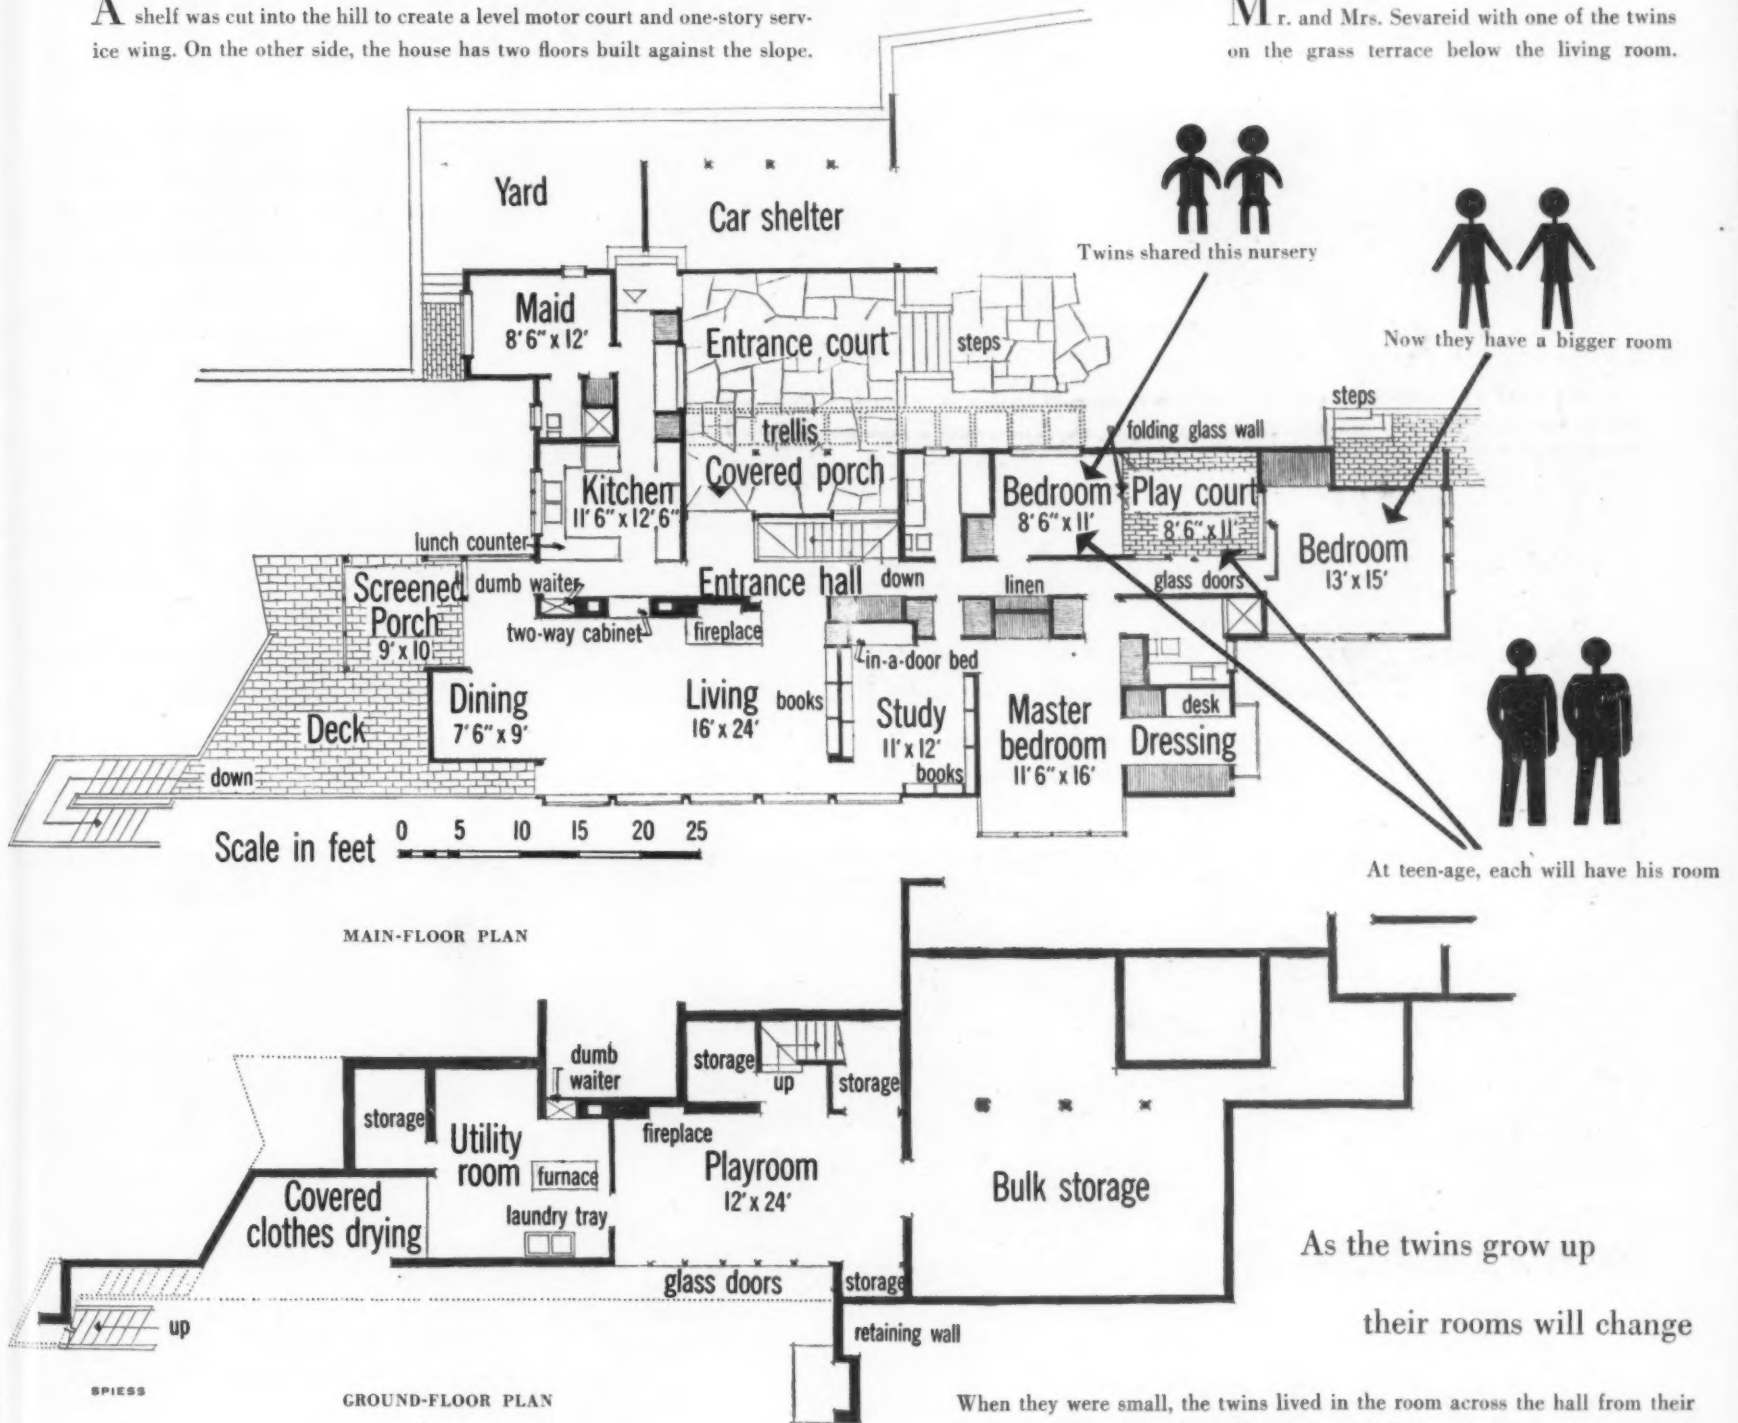 A shelf was cut into the hill to create a level motor court and one-story serv-
ice wing. On the other side, the house has two floors built against the slope.
Mr. and Mrs. Sevareid with one of the twins
on the grass terrace below the living room.
Yard
Car shelter
Twins shared this nursery
Now they have a bigger room
Maid
8' 6" x 12'
Entrance court
steps
steps
trellis
folding glass wall
Covered porch
Kitchen
11' 6" x 12' 6"
Bedroom
8' 6" x 11'
Play court
8' 6" x 11'
lunch counter
Bedroom
13' x 15'
Screened
Porch
9' x 10
dumb waiter
Entrance hall
down
linen
glass doors
two-way cabinet
fireplace
in-a-door bed
Dining
7' 6" x 9'
Living
16' x 24'
books
Study
11' x 12'
books
Master
bedroom
11' 6" x 16'
desk
Dressing
Deck
down
Scale in feet
0 5 10 15 20 25
At teen-age, each will have his room
MAIN-FLOOR PLAN
dumb
waiter
storage
up
storage
storage
Utility
room
furnace
fireplace
Playroom
12' x 24'
Bulk storage
Covered
clothes drying
laundry tray
glass doors
storage
up
retaining wall
As the twins grow up
their rooms will change
SPIESS
GROUND-FLOOR PLAN
When they were small, the twins lived in the room across the hall from their